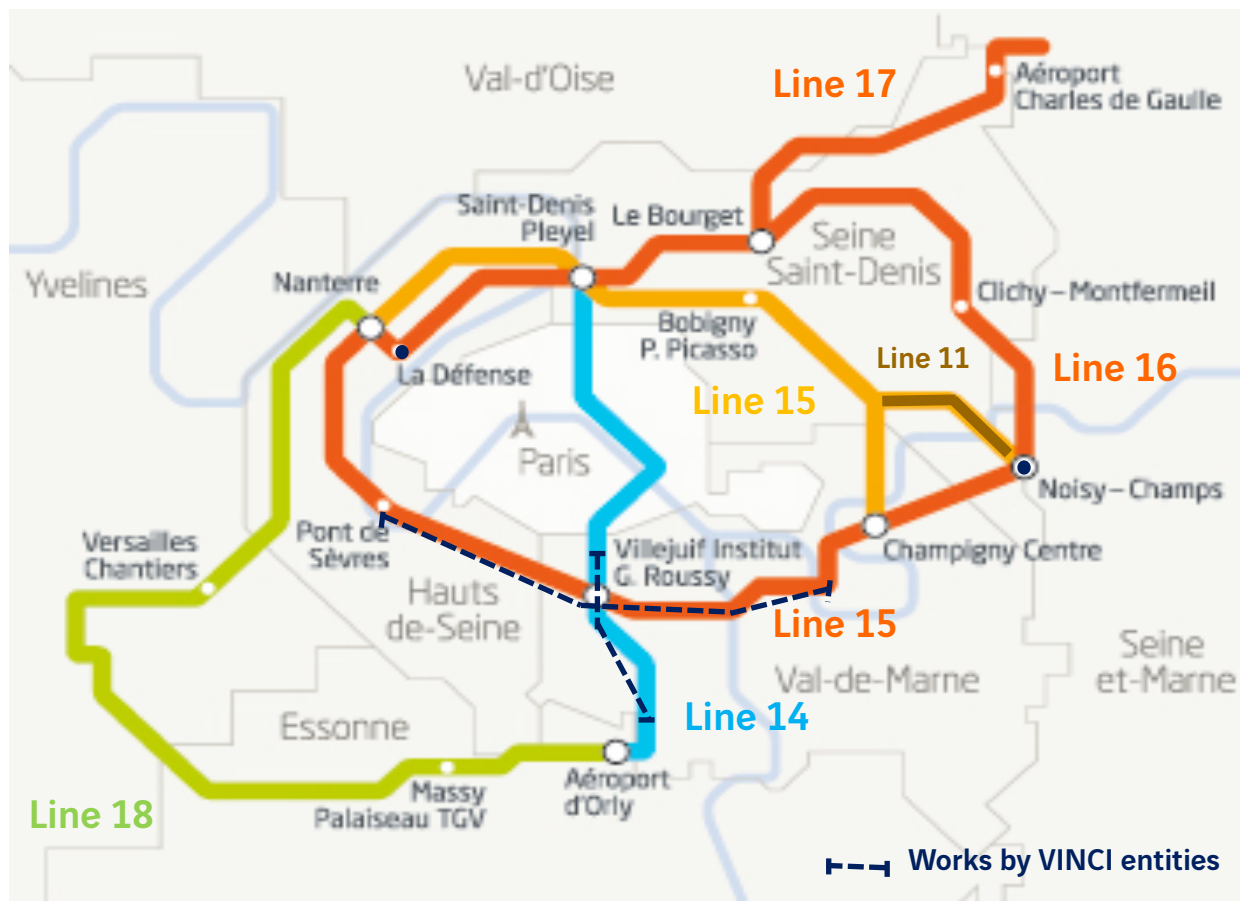 Val-d'Oise
Line 17
Aéroport
Charles de Gaulle
Saint-Denis
Pleyel
Le Bourget
Seine
Saint-Denis
Yvelines
Nanterre
Clichy – Montfermeil
Bobigny
P. Picasso
Line 11
Line 16
La Défense
Line 15
Paris
Noisy – Champs
Pont de
Sèvres
Versailles
Chantiers
Villejuif Institut
G. Roussy
Champigny Centre
Hauts
de-Seine
Line 15
Seine
et-Marne
Val-de-Marne
Essonne
Line 14
Aéroport
d'Orly
Massy
Palaiseau TGV
Line 18
Works by VINCI entities